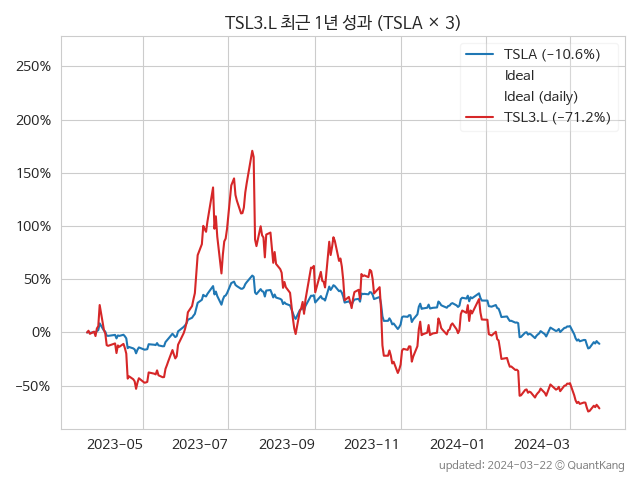 TSL3.L 최근 1년 성과 (TSLA × 3)
TSLA (−10.6%)
Ideal
Ideal (daily)
TSL3.L (−71.2%)
250%
200%
150%
100%
50%
0%
−50%
2023-05 2023-07 2023-09 2023-11 2024-01 2024-03
updated: 2024-03-22 © QuantKang